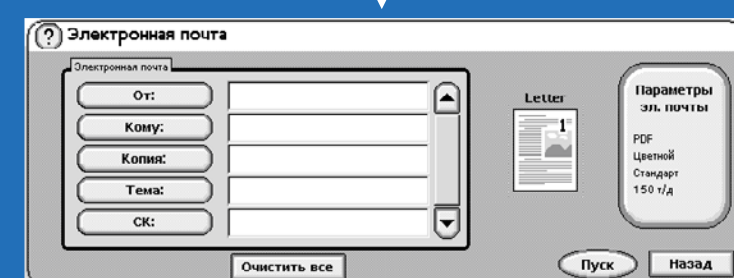 ? Электронная почта
Электронная почта
От:
Кому:
Копия:
Тема:
СК:
Очистить все
Letter
1
Параметры
эл. почты
PDF
Цветной
Стандарт
150 т/д
Пуск
Назад